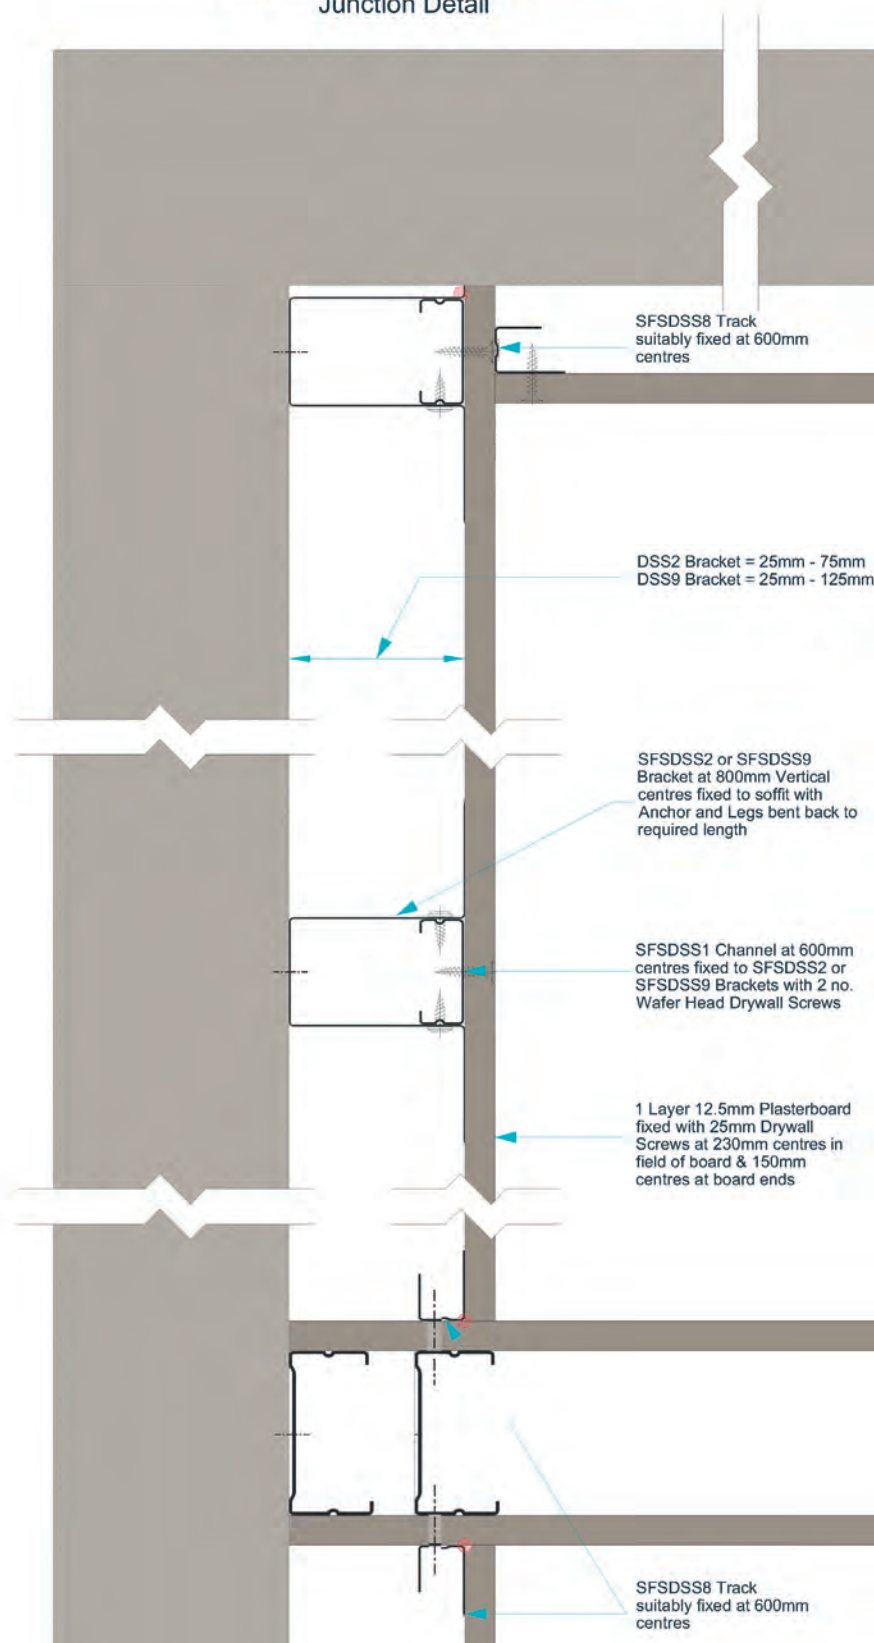 Junction Detail
SFSDSS8 Track
suitably fixed at 600mm
centres
DSS2 Bracket = 25mm - 75mm
DSS9 Bracket = 25mm - 125mm
SFSDSS2 or SFSDSS9
Bracket at 800mm Vertical
centres fixed to soffit with
Anchor and Legs bent back to
required length
SFSDSS1 Channel at 600mm
centres fixed to SFSDSS2 or
SFSDSS9 Brackets with 2 no.
Wafer Head Drywall Screws
1 Layer 12.5mm Plasterboard
fixed with 25mm Drywall
Screws at 230mm centres in
field of board & 150mm
centres at board ends
SFSDSS8 Track
suitably fixed at 600mm
centres